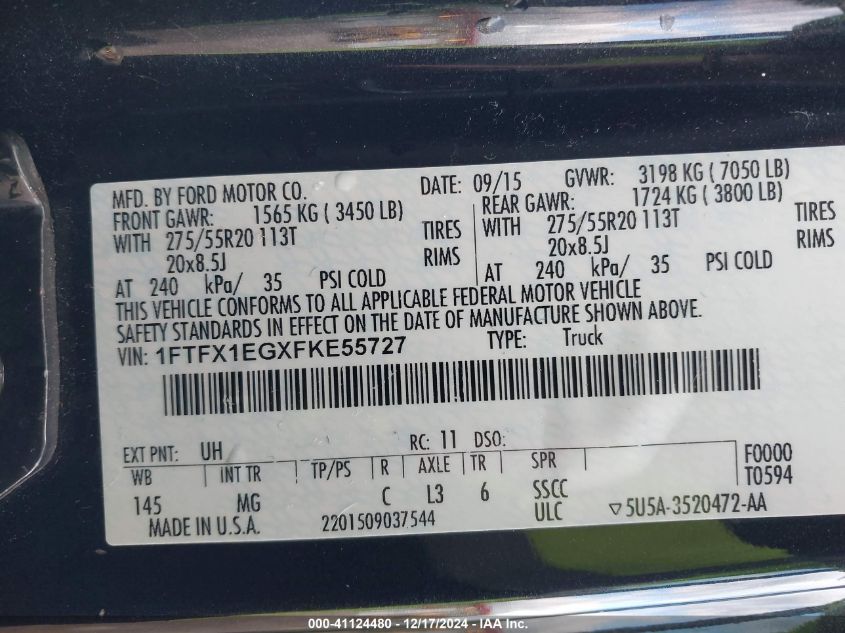 MFD. BY FORD MOTOR CO. DATE: 09/15 GVWR: 3198 KG ( 7050 LB)
FRONT GAWR: 1565 KG ( 3450 LB) REAR GAWR: 1724 KG ( 3800 LB)
WITH 275/55R20 113T TIRES WITH 275/55R20 113T TIRES
20x8.5J RIMS 20x8.5J RIMS
AT 240 kPa/ 35 PSI COLD AT 240 kPa/ 35 PSI COLD
THIS VEHICLE CONFORMS TO ALL APPLICABLE FEDERAL MOTOR VEHICLE
SAFETY STANDARDS IN EFFECT ON THE DATE OF MANUFACTURE SHOWN ABOVE.
VIN: 1FTFX1EGXFKE55727 TYPE: Truck
EXT PNT: UH RC: 11 DSO: F0000
WB INT TR TP/PS R AXLE TR SPR T0594
145 MG C L3 6 SSCC
MADE IN U.S.A. 2201509037544 ULC ▽5U5A-3520472-AA
000-41124480 - 12/17/2024 - IAA Inc.